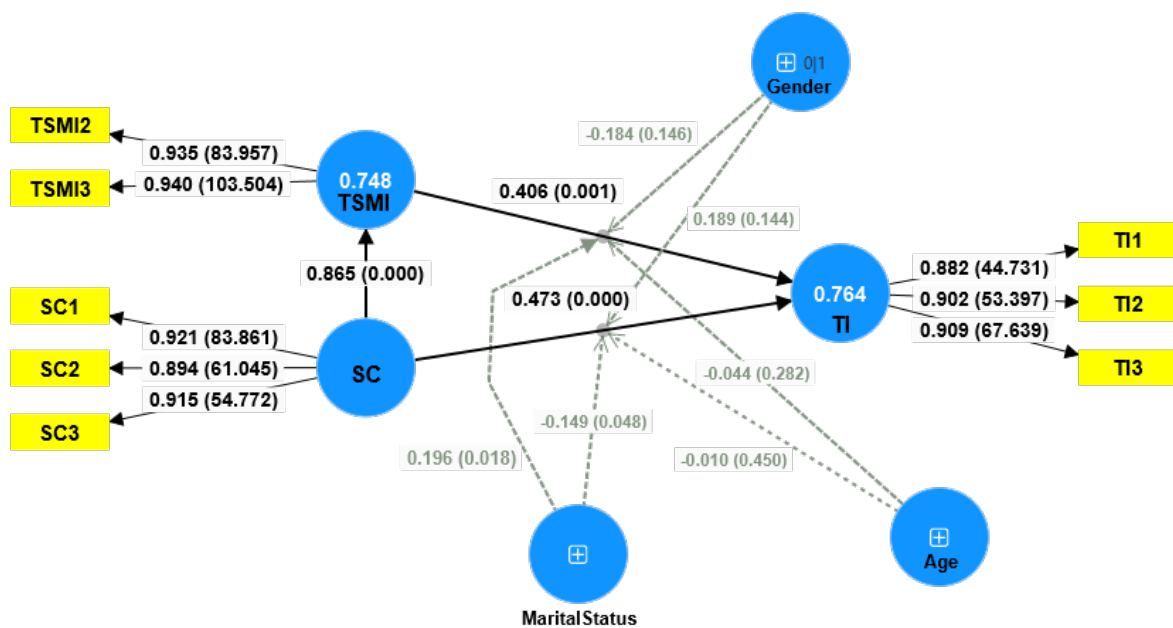 0|1
Gender
TSMI2
-0.184 (0.146)
0.935 (83.957)
0.748
TSMI
TSMI3
0.940 (103.504)
0.406 (0.001)
0.189 (0.144)
TI1
0.882 (44.731)
0.865 (0.000)
SC1
0.473 (0.000)
0.764
TI
0.902 (53.397)
TI2
0.921 (83.861)
0.909 (67.639)
SC2
0.894 (61.045)
SC
TI3
-0.044 (0.282)
0.915 (54.772)
SC3
-0.149 (0.048)
0.196 (0.018)
-0.010 (0.450)
Age
MaritalStatus